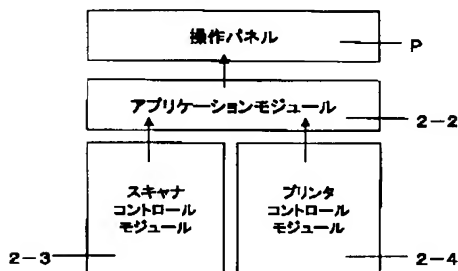 操作パネル
P
アプリケーションモジュール
2-2
スキャナ
コントロール
モジュール
プリンタ
コントロール
モジュール
2-3
2-4